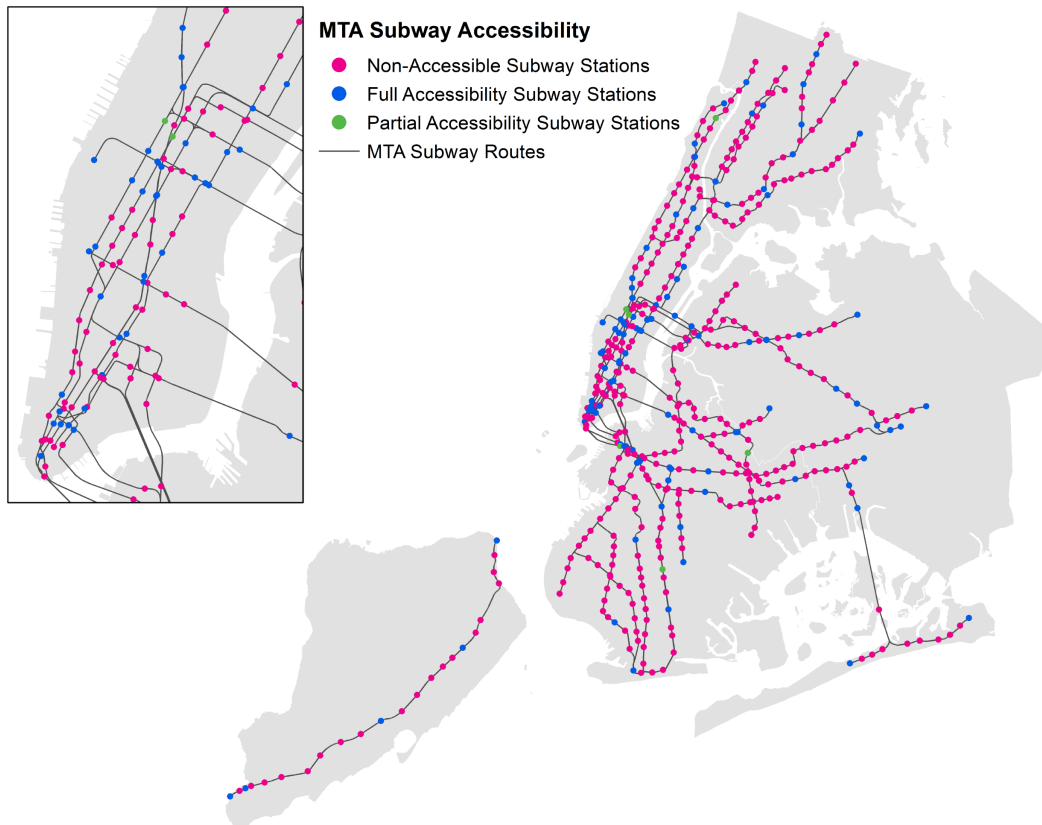 MTA Subway Accessibility
Non-Accessible Subway Stations
Full Accessibility Subway Stations
Partial Accessibility Subway Stations
MTA Subway Routes